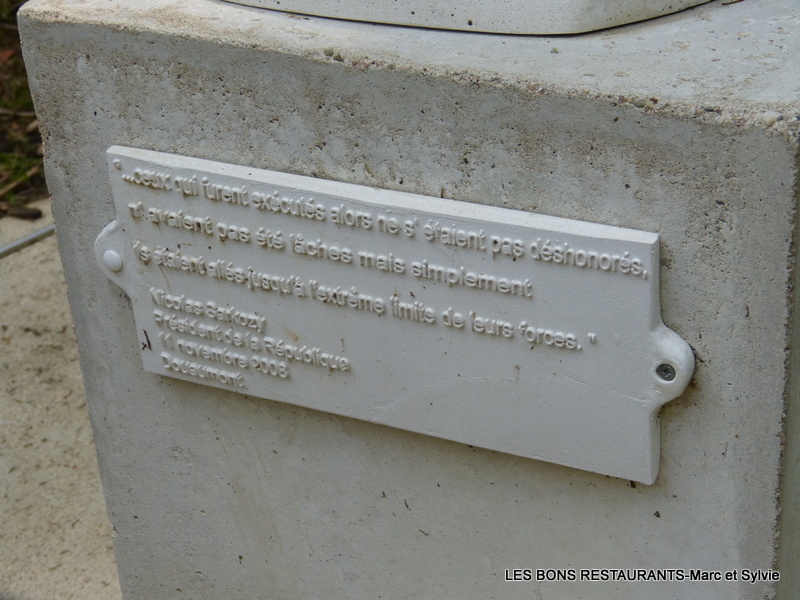 "...ceux qui furent exécutés alors ne s'étaient pas déshonorés,
n'avaient pas été lâches mais simplement
ils étaient allés jusqu'à l'extrême limite de leurs forces."
Nicolas Sarkozy
Président de la République
11 novembre 2008
Douaumont
LES BONS RESTAURANTS-Marc et Sylvie